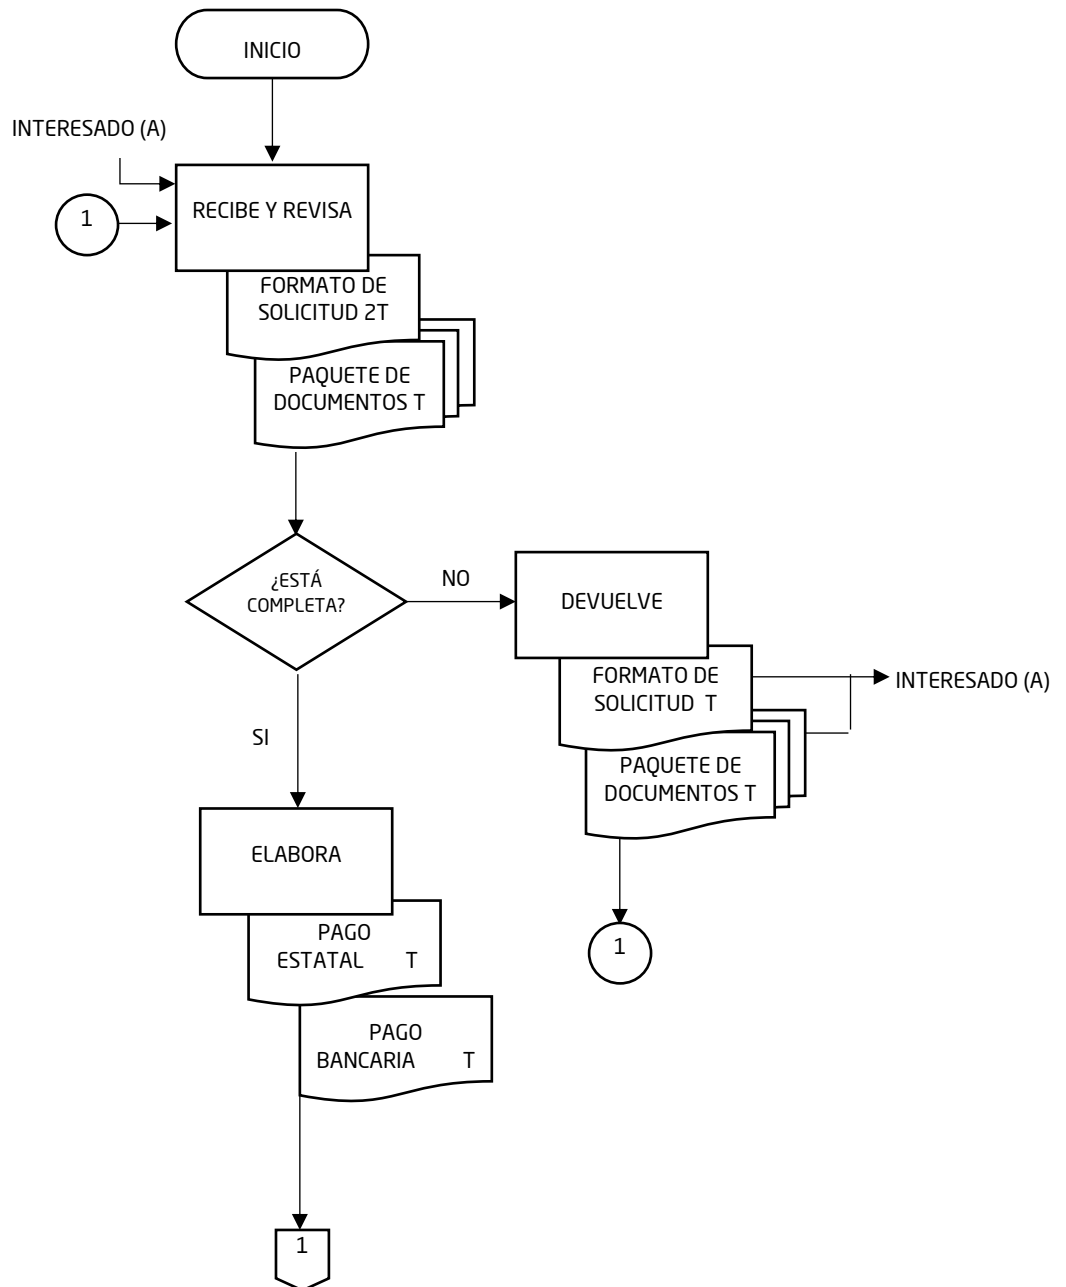 INICIO
INTERESADO (A)
1
RECIBE Y REVISA
FORMATO DE
SOLICITUD 2T
PAQUETE DE
DOCUMENTOS T
¿ESTÁ
COMPLETA?
NO
DEVUELVE
FORMATO DE
SOLICITUD T
INTERESADO (A)
PAQUETE DE
DOCUMENTOS T
1
SI
ELABORA
PAGO
ESTATAL T
PAGO
BANCARIA T
1